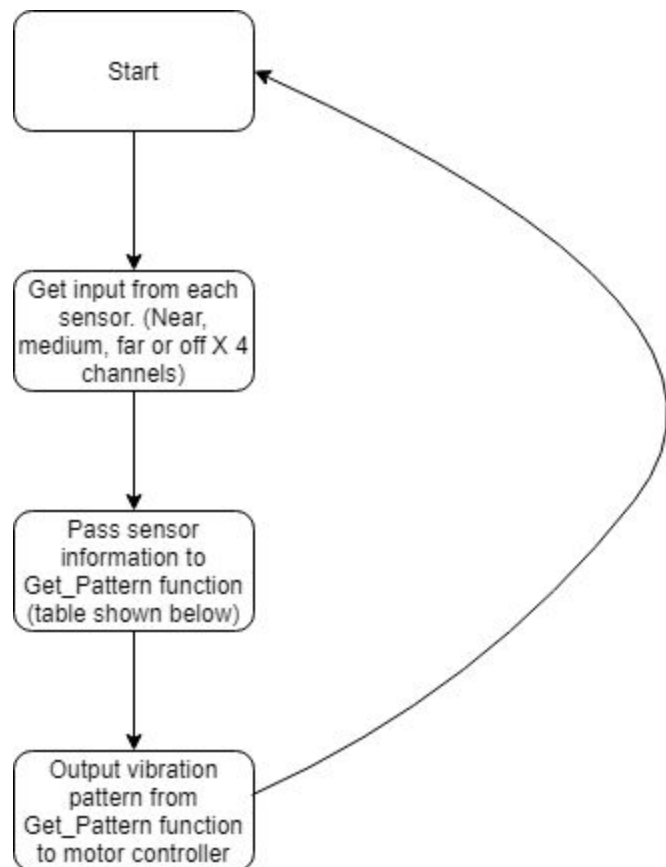 Start
Get input from each
sensor. (Near,
medium, far or off X 4
channels)
Pass sensor
information to
Get_Pattern function
(table shown below)
Output vibration
pattern from
Get_Pattern function
to motor controller